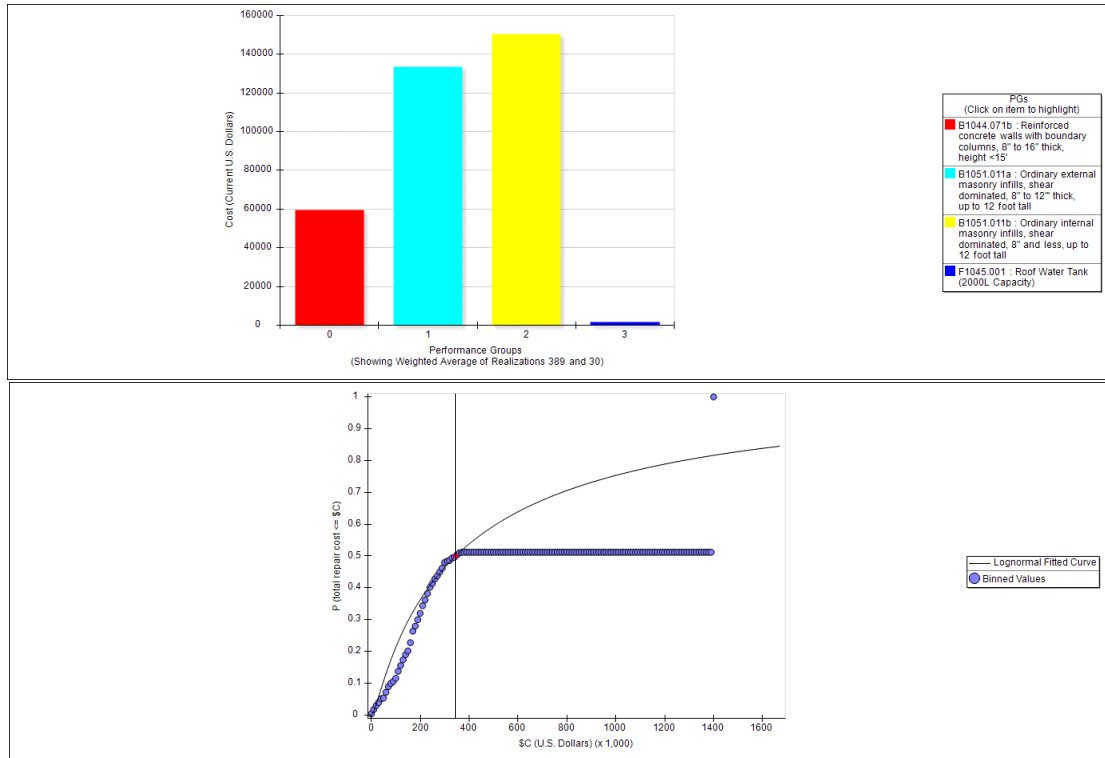 160000
140000
120000
100000
80000
60000
40000
20000
0
Cost (Current U.S. Dollars)
0 1 2 3
Performance Groups
(Showing Weighted Average of Realizations 389 and 30)
PGs
(Click on item to highlight)
B1044.071b : Reinforced
concrete walls with boundary
columns, 8" to 16" thick,
height <15'
B1051.011a : Ordinary external
masonry infills, shear
dominated, 8" to 12'" thick,
up to 12 foot tall
B1051.011b : Ordinary internal
masonry infills, shear
dominated, 8" and less, up to
12 foot tall
F1045.001 : Roof Water Tank
(2000L Capacity)
1
0.9
0.8
0.7
0.6
0.5
0.4
0.3
0.2
0.1
0
P (total repair cost <= $C)
0 200 400 600 800 1000 1200 1400 1600
$C (U.S. Dollars) (x 1,000)
Lognormal Fitted Curve
Binned Values